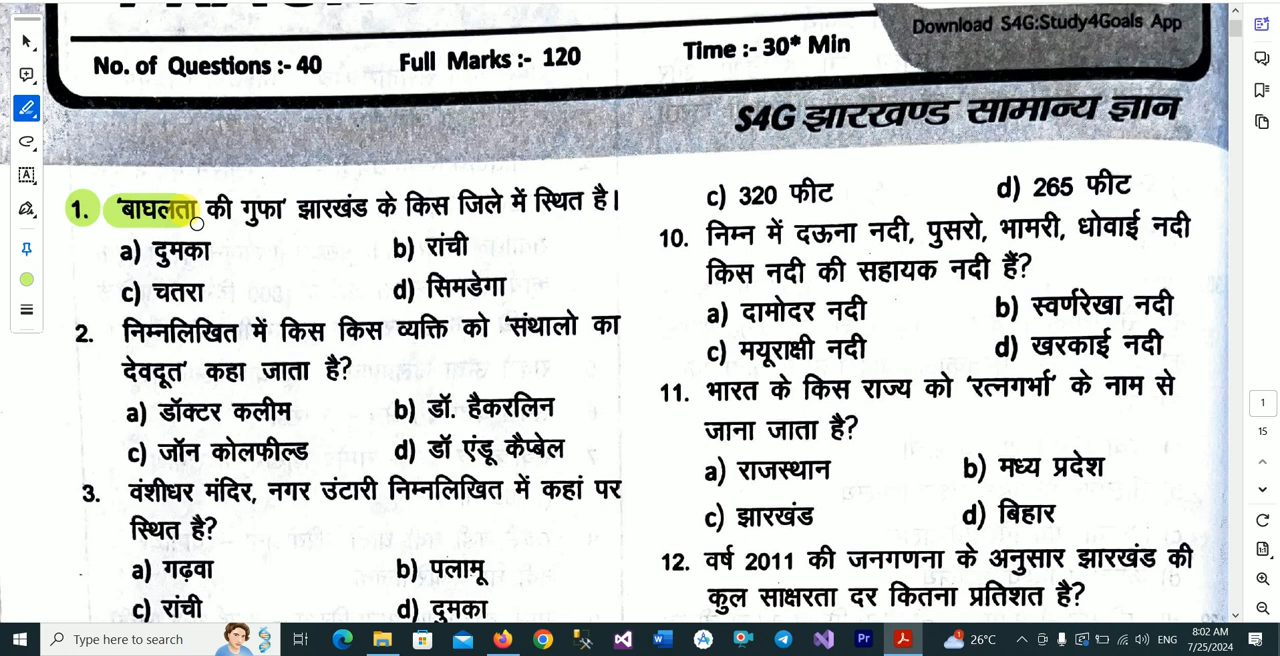 Download S4G:Study4Goals App
No. of Questions :- 40 Full Marks :- 120 Time :- 30* Min
S4G झारखण्ड सामान्य ज्ञान
1. 'बाघलता की गुफा' झारखंड के किस जिले में स्थित है।
a) दुमका b) रांची
c) चतरा d) सिमडेगा
2. निम्नलिखित में किस किस व्यक्ति को 'संथालो का
देवदूत' कहा जाता है?
a) डॉक्टर कलीम b) डॉ. हैकरलिन
c) जॉन कोलफील्ड d) डॉ एंडू कैप्बेल
3. वंशीधर मंदिर, नगर उंटारी निम्नलिखित में कहां पर
स्थित है?
a) गढ़वा b) पलामू
c) रांची d) दुमका
c) 320 फीट d) 265 फीट
10. निम्न में दऊना नदी, पुसरो, भामरी, धोवाई नदी
किस नदी की सहायक नदी हैं?
a) दामोदर नदी b) स्वर्णरेखा नदी
c) मयूराक्षी नदी d) खरकाई नदी
11. भारत के किस राज्य को 'रत्नगर्भा' के नाम से
जाना जाता है?
a) राजस्थान b) मध्य प्रदेश
c) झारखंड d) बिहार
12. वर्ष 2011 की जनगणना के अनुसार झारखंड की
कुल साक्षरता दर कितना प्रतिशत है?
1
15
Type here to search
26°C
ENG
8:02 AM
7/25/2024